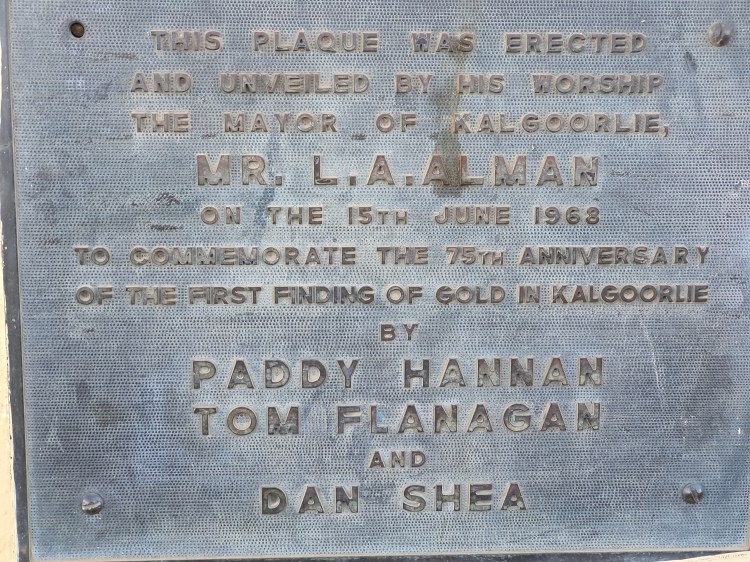 THIS PLAQUE WAS ERECTED
AND UNVEILED BY HIS WORSHIP
THE MAYOR OF KALGOORLIE,
MR. L.A. ALMAN
ON THE 15TH JUNE 1968
TO COMMEMORATE THE 75TH ANNIVERSARY
OF THE FIRST FINDING OF GOLD IN KALGOORLIE
BY
PADDY HANNAN
TOM FLANAGAN
AND
DAN SHEA